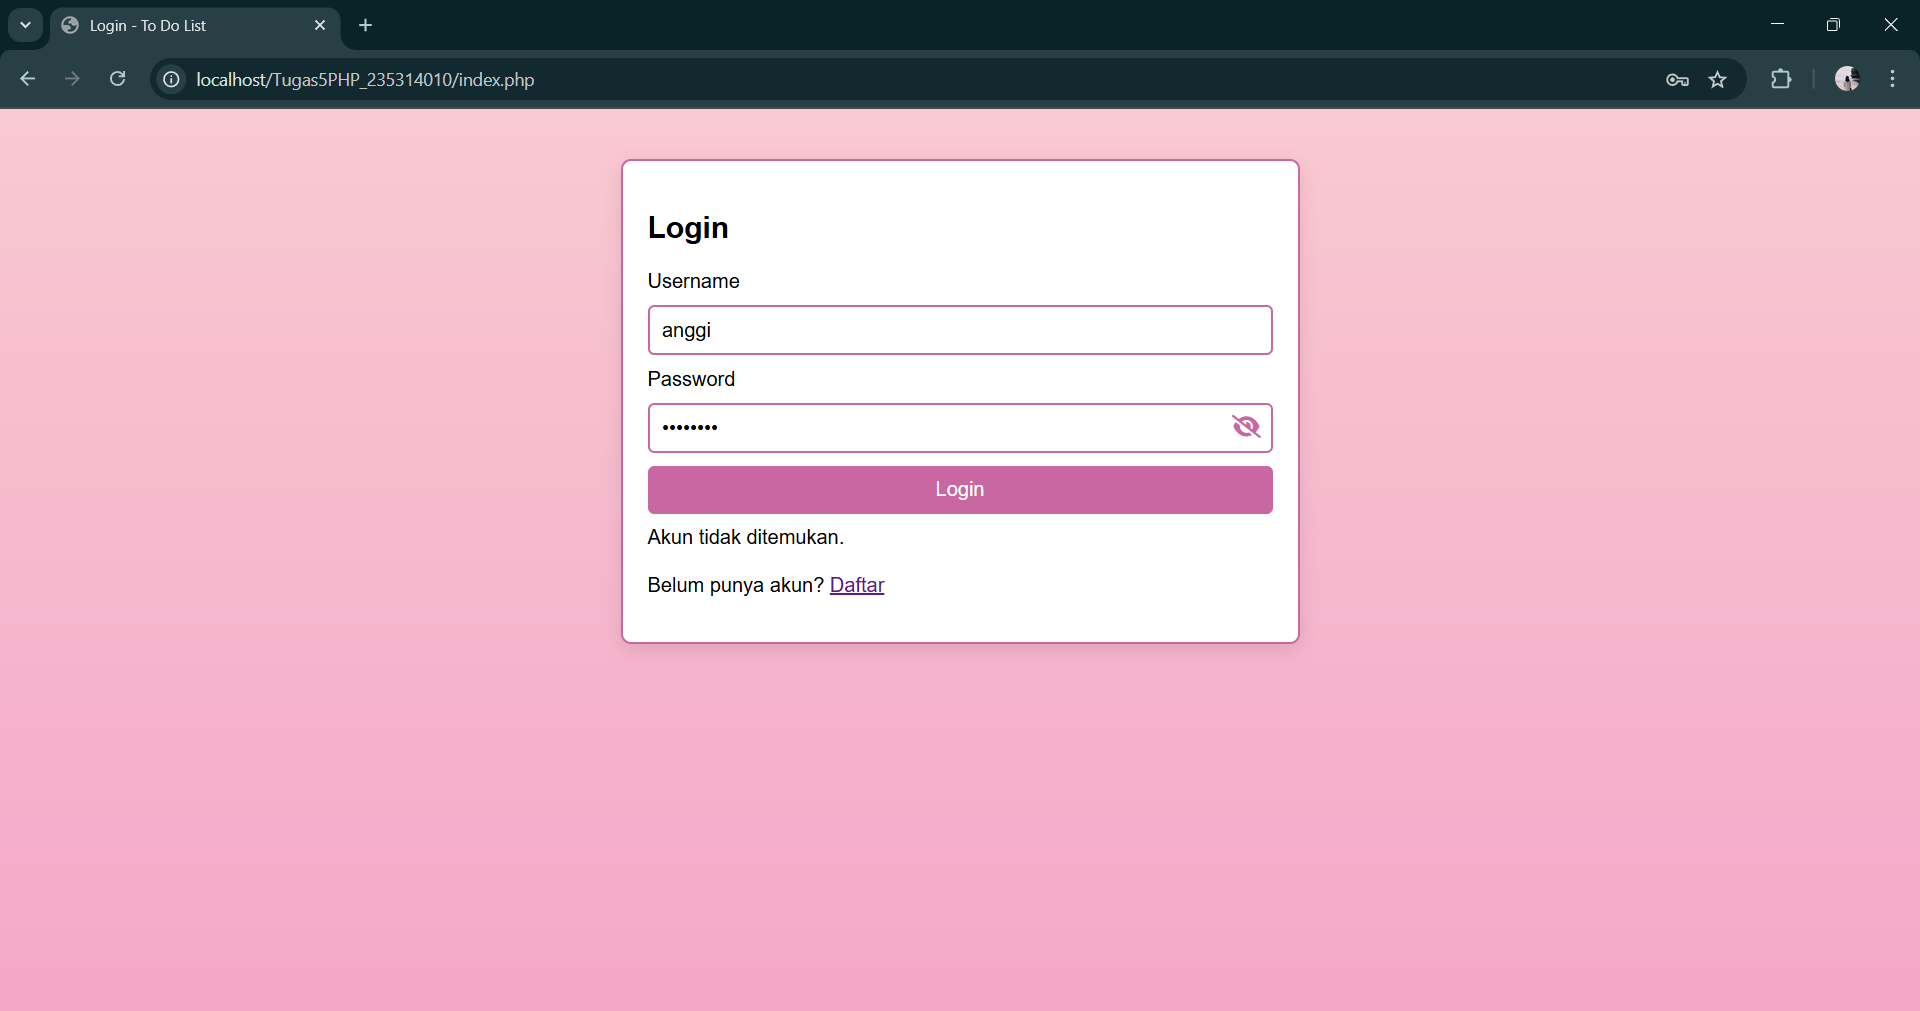 Login - To Do List
localhost/Tugas5PHP_235314010/index.php
Login
Username
anggi
Password
••••••••
Login
Akun tidak ditemukan.
Belum punya akun? Daftar